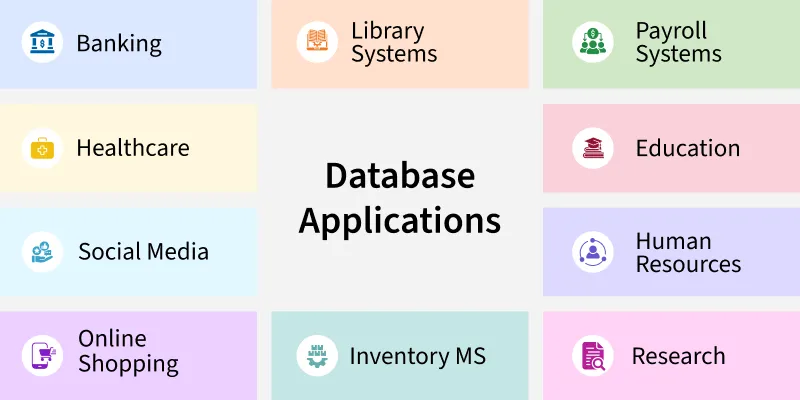 Banking
Library
Systems
Payroll
Systems
Healthcare
Database
Applications
Education
Social Media
Human
Resources
Online
Shopping
Inventory MS
Research